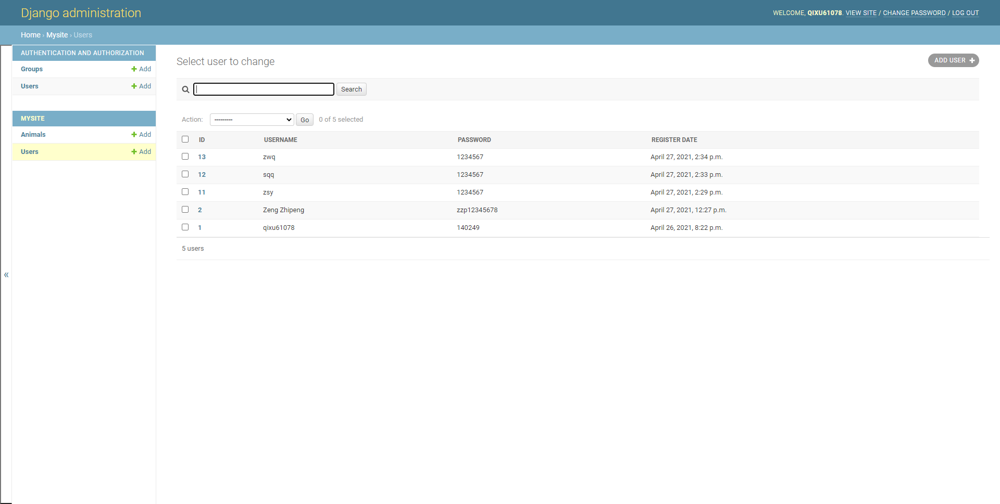 Django administration
WELCOME, QIXU61078. VIEW SITE / CHANGE PASSWORD / LOG OUT
Home › Mysite › Users
AUTHENTICATION AND AUTHORIZATION
Groups Add
Users Add
MYSITE
Animals Add
Users Add
«
Select user to change
ADD USER
Search
Action: --------- Go 0 of 5 selected
ID USERNAME PASSWORD REGISTER DATE
13 zwq 1234567 April 27, 2021, 2:34 p.m.
12 sqq 1234567 April 27, 2021, 2:33 p.m.
11 zsy 1234567 April 27, 2021, 2:29 p.m.
2 Zeng Zhipeng zzp12345678 April 27, 2021, 12:27 p.m.
1 qixu61078 140249 April 26, 2021, 8:22 p.m.
5 users